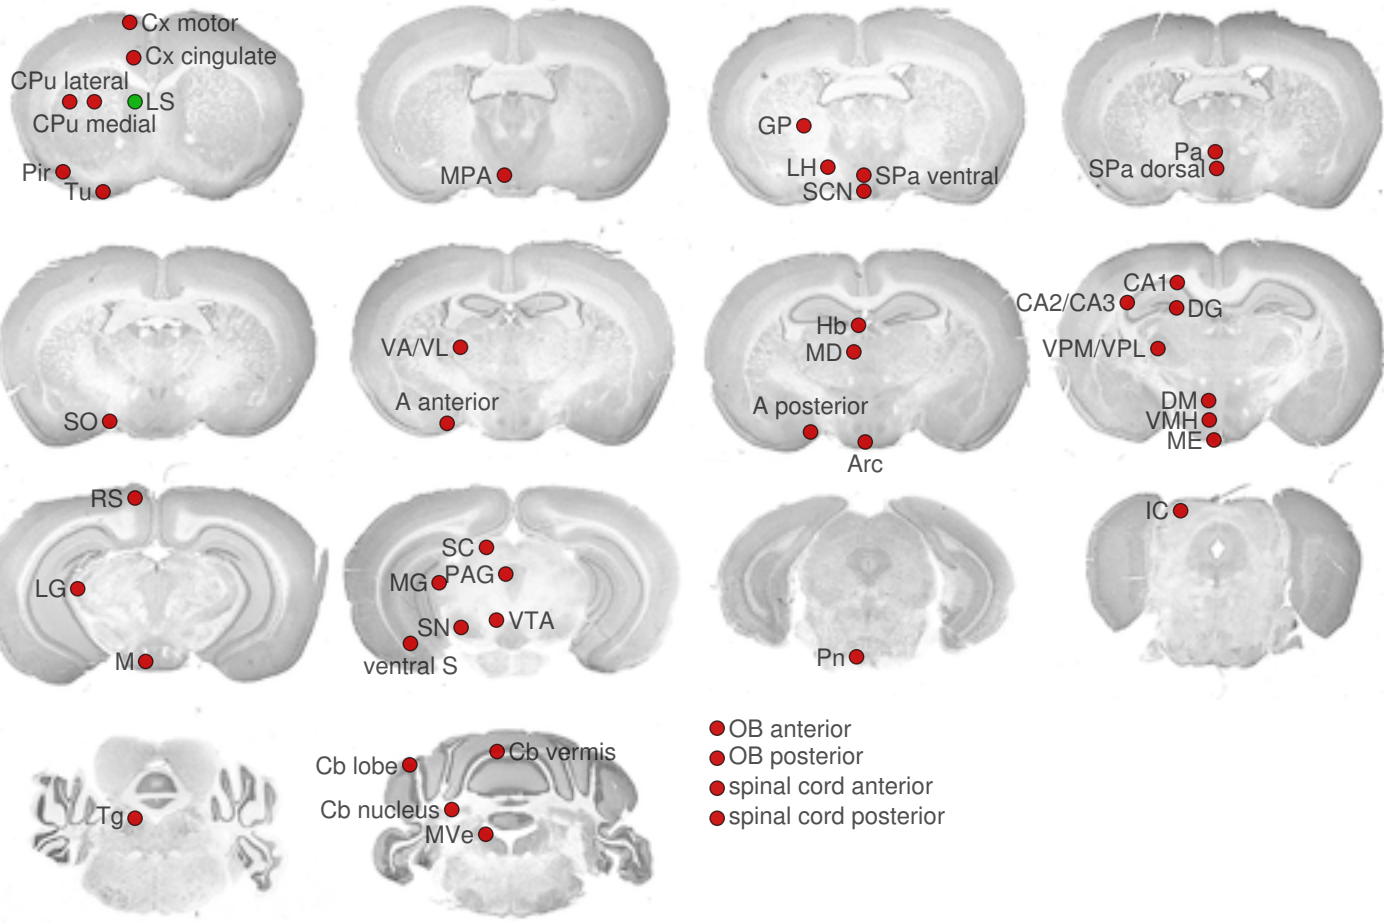 Cx motor
Cx cingulate
CPu lateral
LS
CPu medial
Pir
Tu
MPA
GP
LH
SPa ventral
SCN
Pa
SPa dorsal
SO
VA/VL
A anterior
Hb
MD
A posterior
Arc
CA1
CA2/CA3
DG
VPM/VPL
DM
VMH
ME
RS
LG
M
SC
MG
PAG
SN
VTA
ventral S
Pn
IC
Tg
Cb vermis
Cb lobe
Cb nucleus
MVe
OB anterior
OB posterior
spinal cord anterior
spinal cord posterior